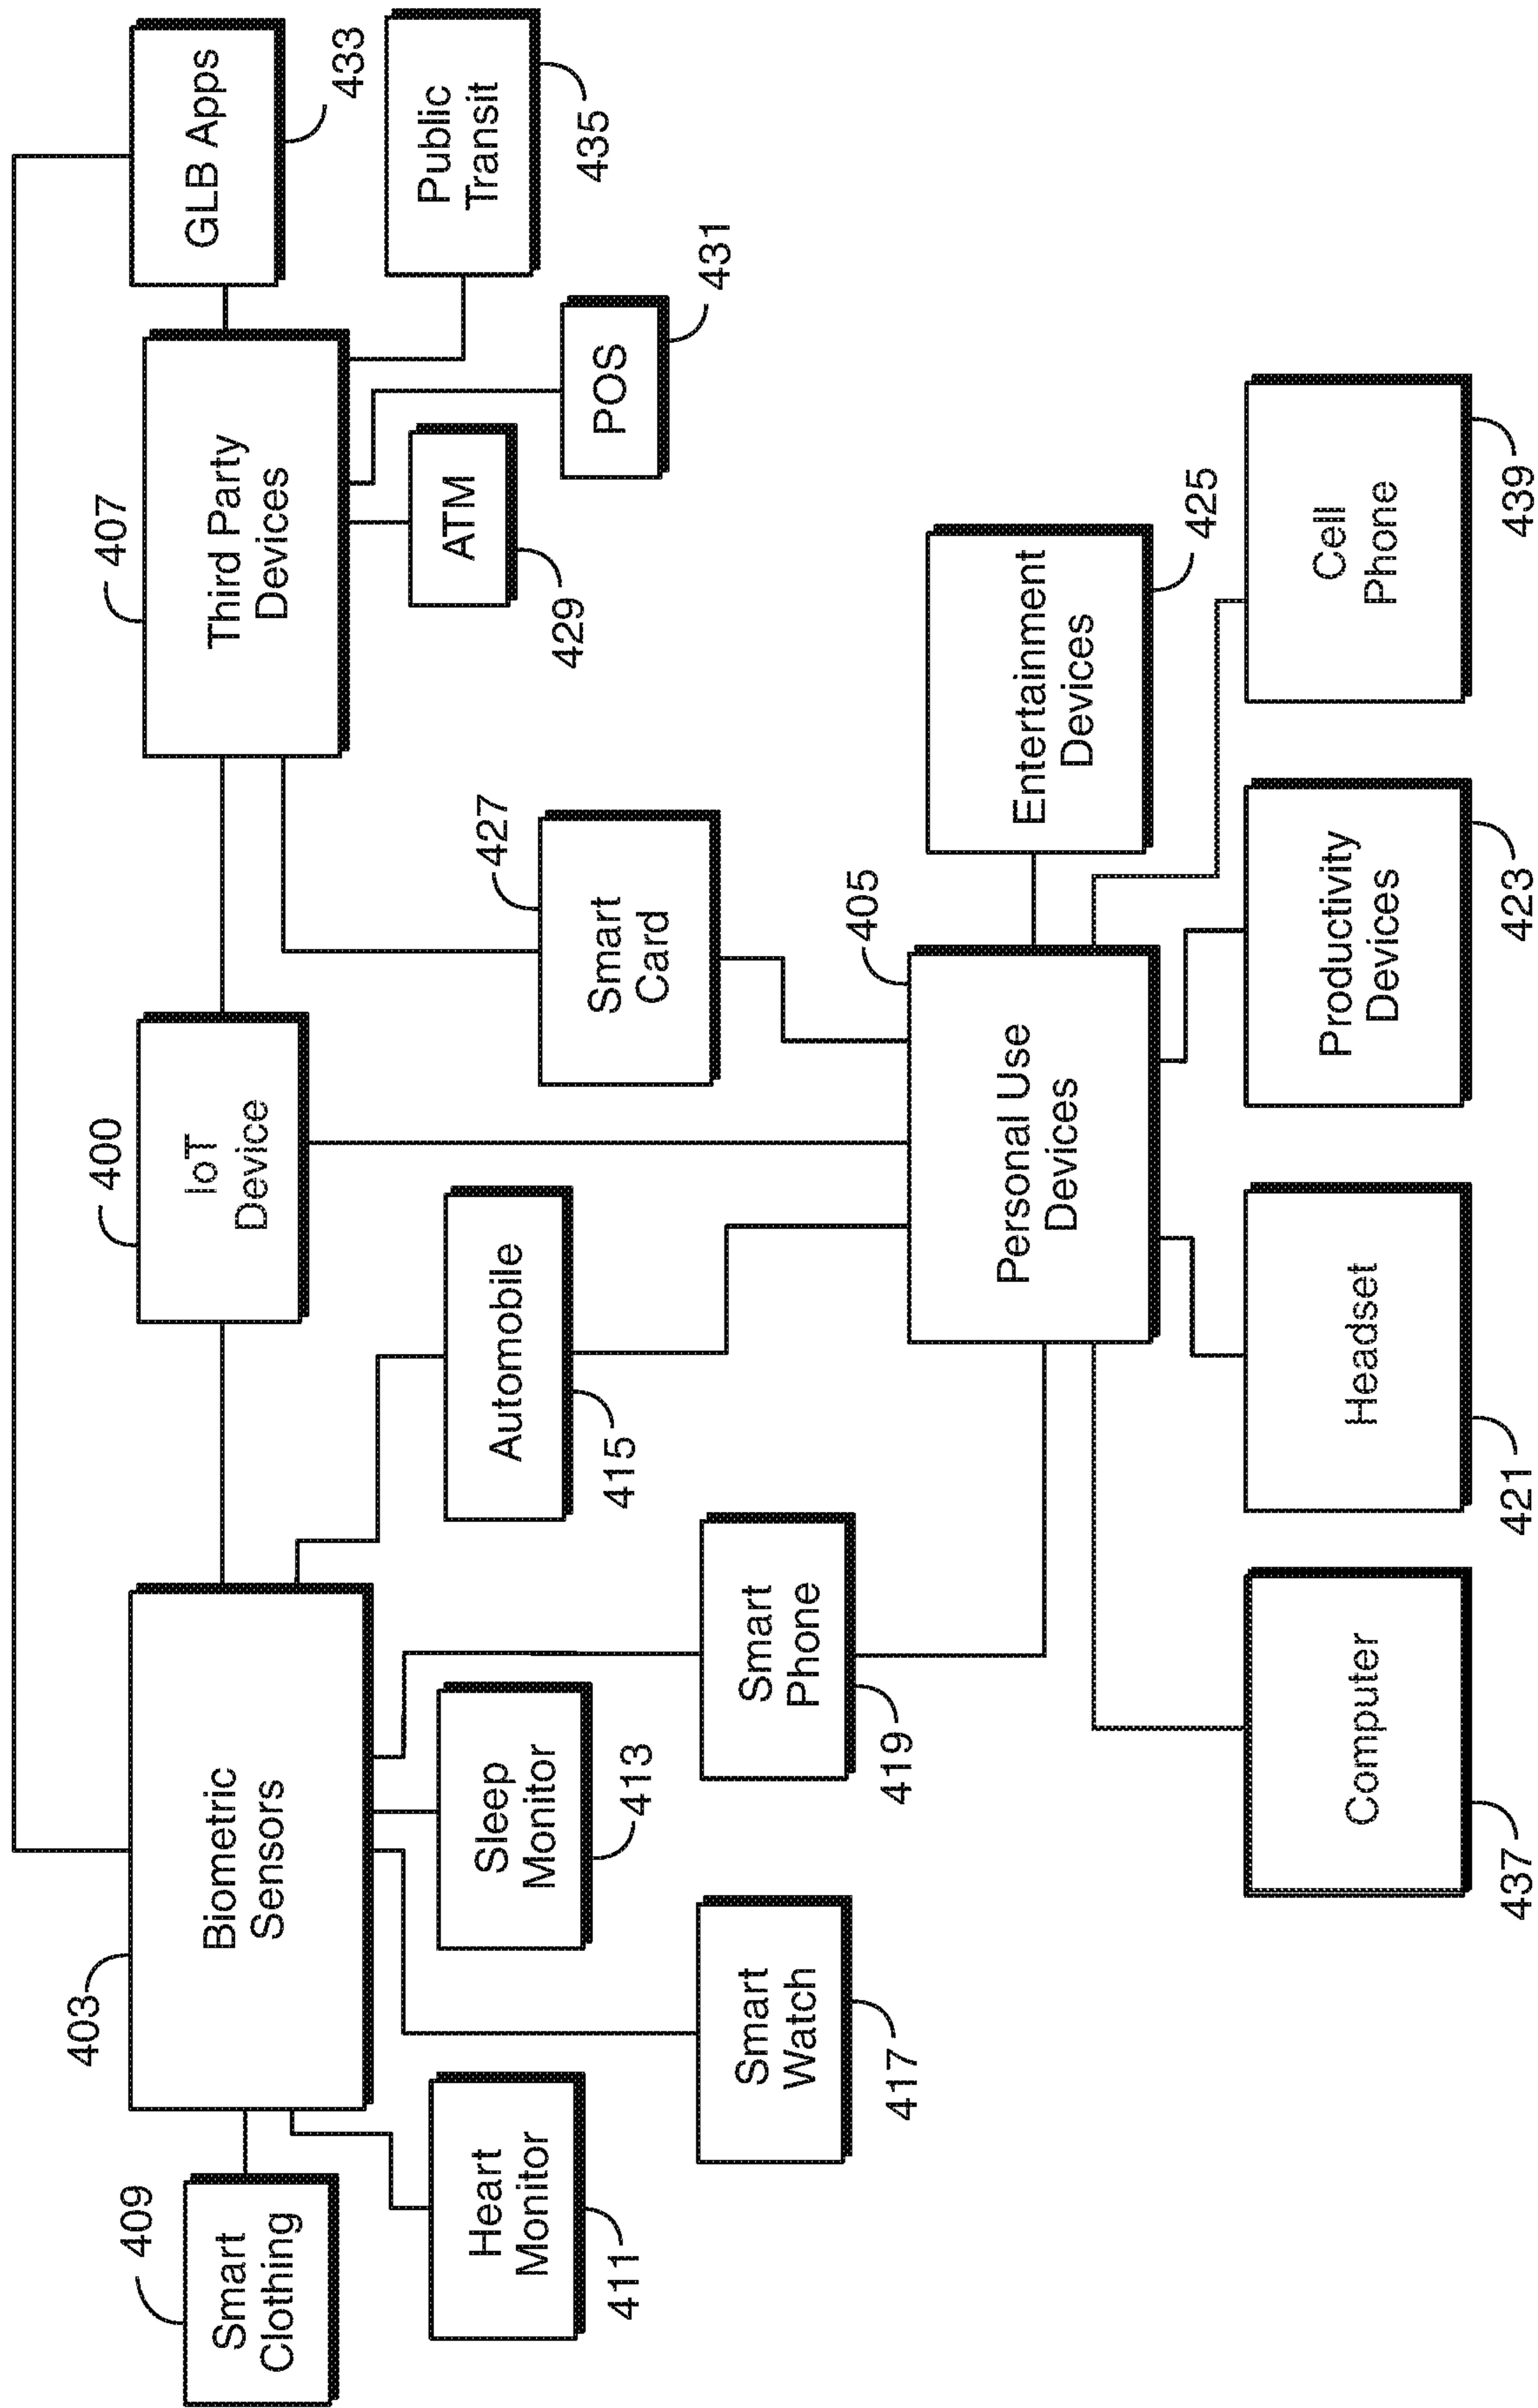 400
IoT
Device
403
Biometric
Sensors
407
Third Party
Devices
GLB Apps
433
409
Smart
Clothing
Heart
Monitor
411
Sleep
Monitor
413
Automobile
415
Smart
Watch
417
Smart
Phone
419
427
Smart
Card
ATM
429
POS
431
Public
Transit
435
405
Personal Use
Devices
Entertainment
Devices
425
Computer
437
Headset
421
Productivity
Devices
423
Cell
Phone
439